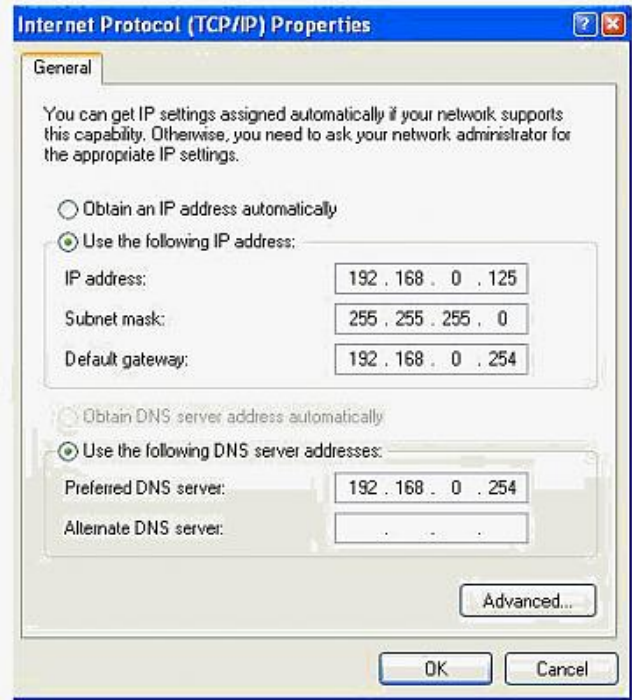 Internet Protocol (TCP/IP) Properties
General
You can get IP settings assigned automatically if your network supports
this capability. Otherwise, you need to ask your network administrator for
the appropriate IP settings.
Obtain an IP address automatically
Use the following IP address:
IP address: 192 . 168 . 0 . 125
Subnet mask: 255 . 255 . 255 . 0
Default gateway: 192 . 168 . 0 . 254
Obtain DNS server address automatically
Use the following DNS server addresses:
Preferred DNS server: 192 . 168 . 0 . 254
Alternate DNS server: . . .
Advanced...
OK Cancel